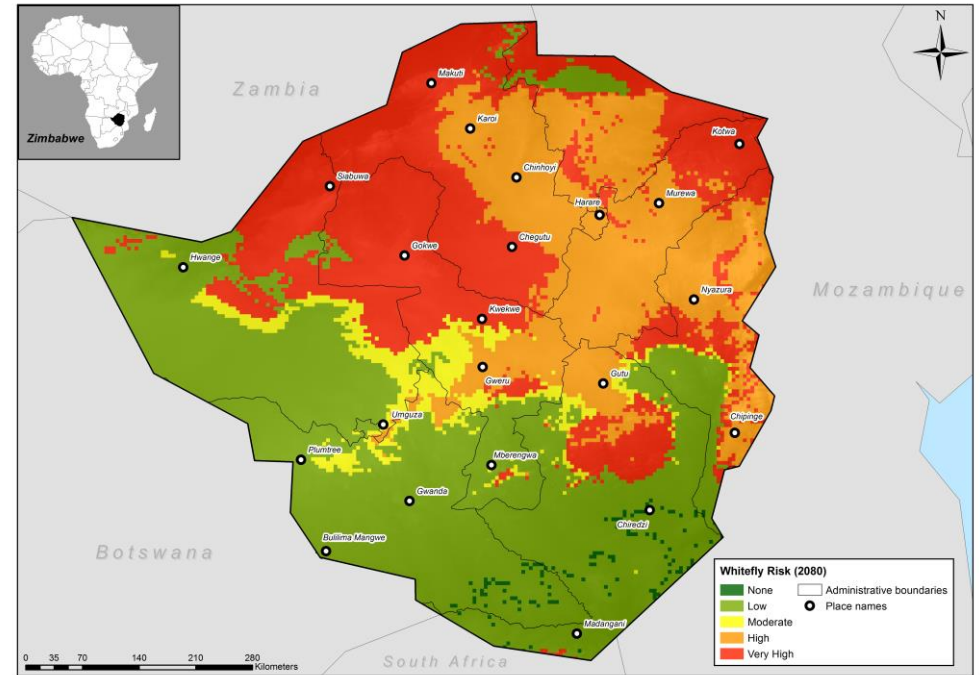 N
Zambia
Makuti
Karoi
Kotwa
Zimbabwe
Chinhoyi
Siabuwa
Murewa
Harare
Chegutu
Gokwe
Hwange
Mozambique
Nyazura
Kwekwe
Gweru
Gutu
Umguza
Chipinge
Plumtree
Mberengwa
Gwanda
Chiredzi
Botswana
Bulilima Mangwe
Madangani
South Africa
Whitefly Risk (2080)
None
Low
Moderate
High
Very High
Administrative boundaries
Place names
0 35 70 140 210 280
Kilometers